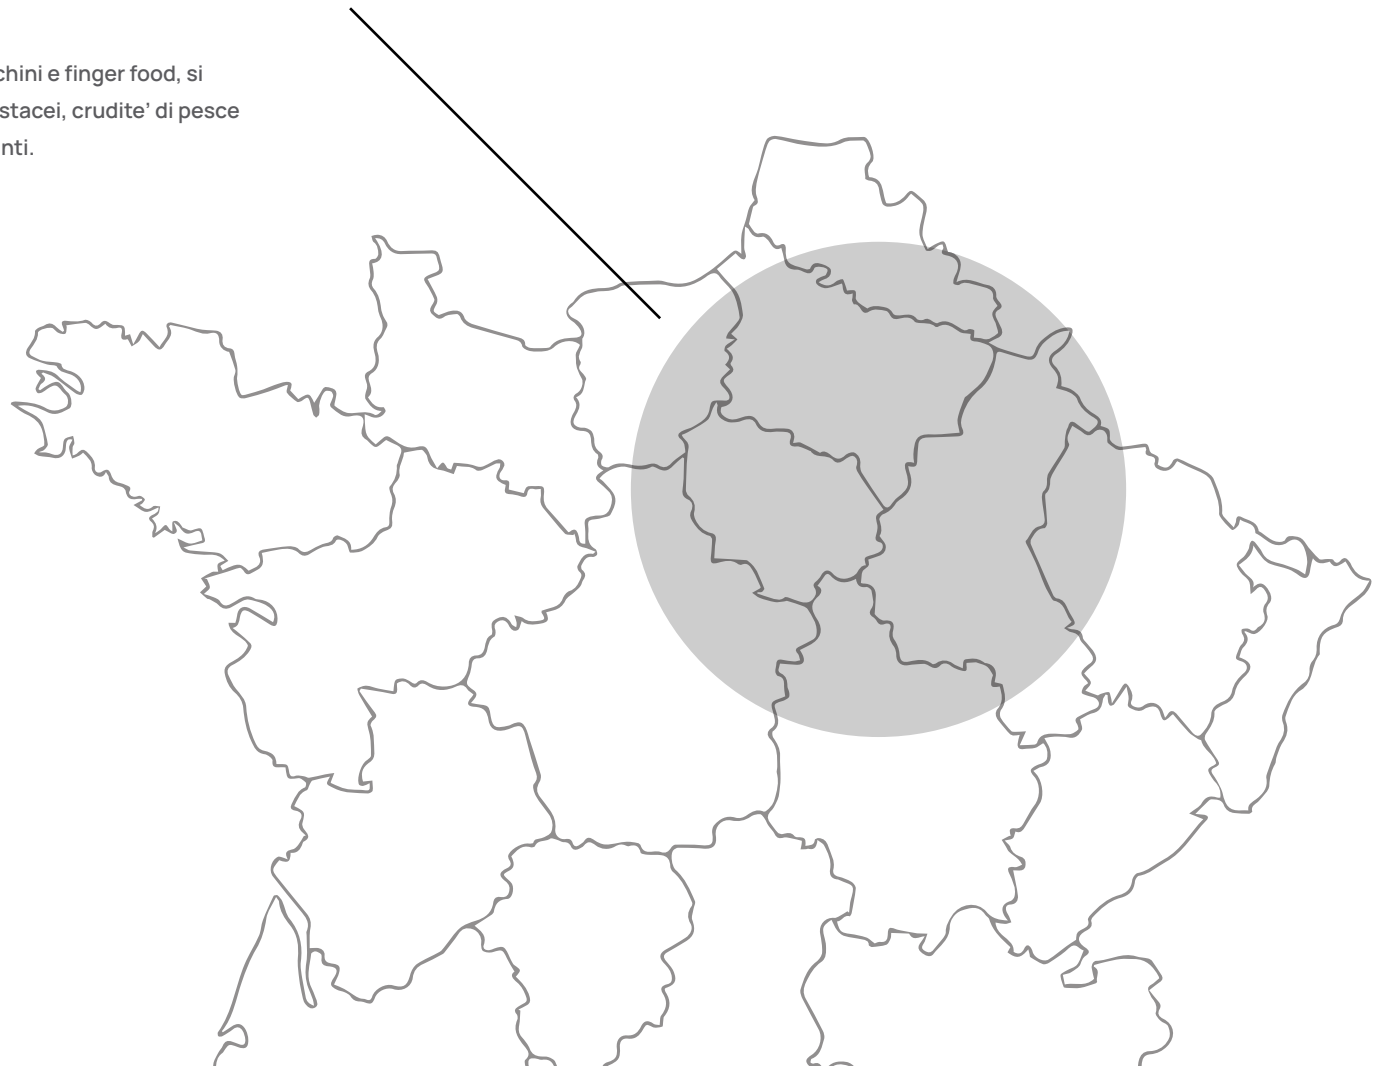 chini e finger food, si
stacei, crudite’ di pesce
nti.